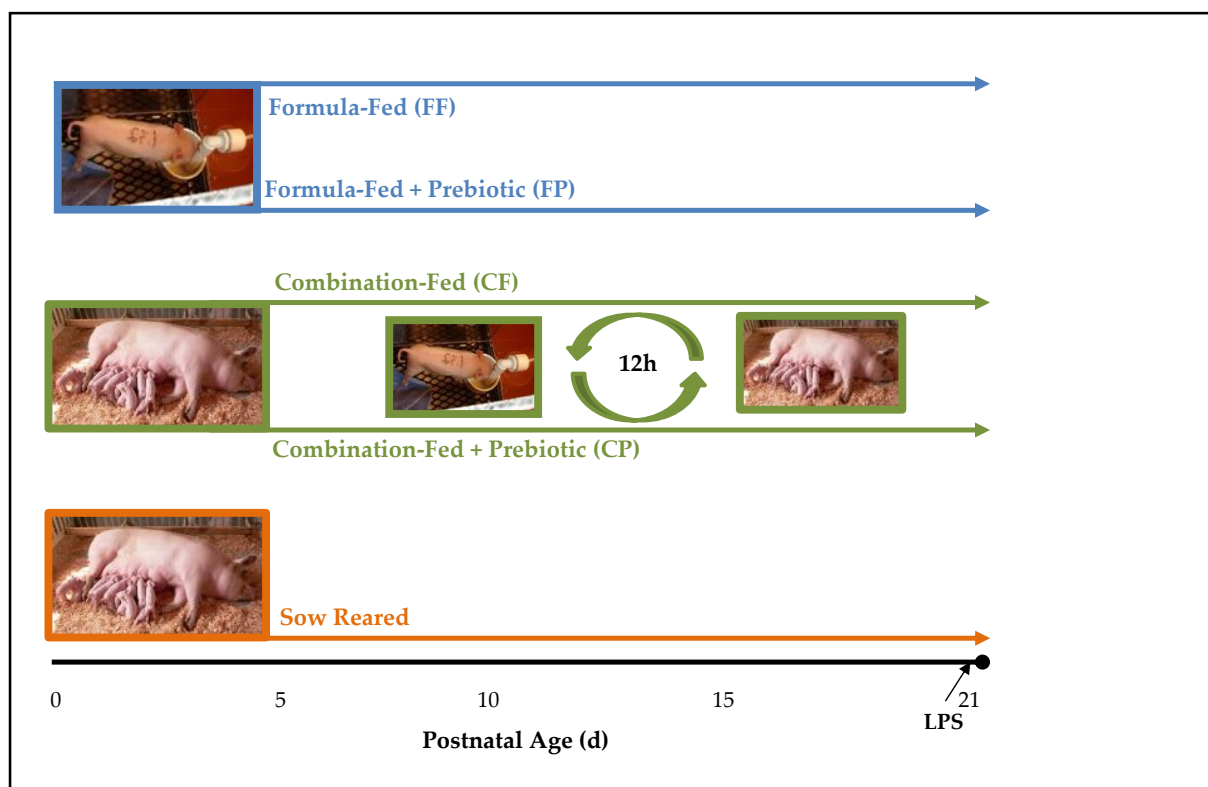 Formula-Fed (FF)
Formula-Fed + Prebiotic (FP)
Combination-Fed (CF)
12h
Combination-Fed + Prebiotic (CP)
Sow Reared
0 5 10 15 21
LPS
Postnatal Age (d)